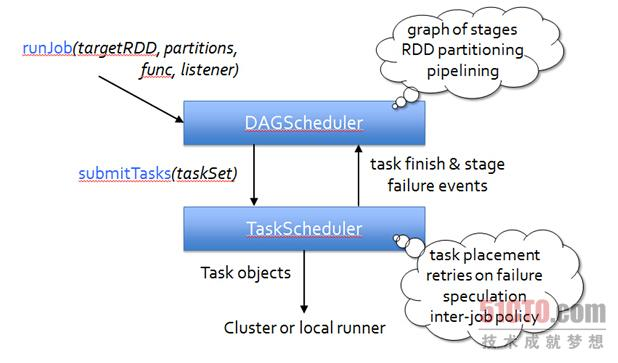 runJob(targetRDD, partitions,
func, listener)
graph of stages
RDD partitioning
pipelining
DAGScheduler
submitTasks(taskSet)
task finish & stage
failure events
TaskScheduler
Task objects
task placement
retries on failure
speculation
inter-job policy
Cluster or local runner
51CTO.com
技术成就梦想